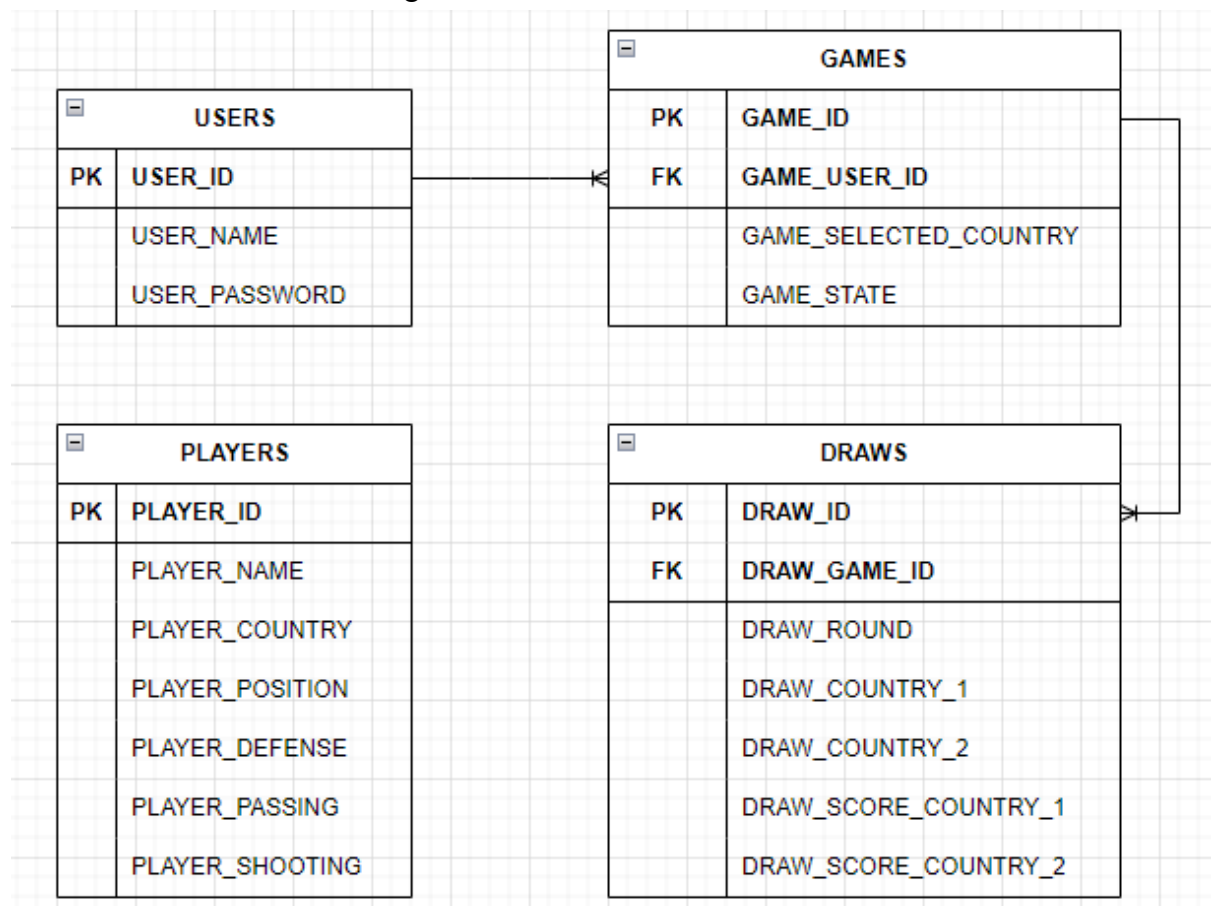 GAMES
PK GAME_ID
FK GAME_USER_ID
GAME_SELECTED_COUNTRY
GAME_STATE
USERS
PK USER_ID
USER_NAME
USER_PASSWORD
PLAYERS
PK PLAYER_ID
PLAYER_NAME
PLAYER_COUNTRY
PLAYER_POSITION
PLAYER_DEFENSE
PLAYER_PASSING
PLAYER_SHOOTING
DRAWS
PK DRAW_ID
FK DRAW_GAME_ID
DRAW_ROUND
DRAW_COUNTRY_1
DRAW_COUNTRY_2
DRAW_SCORE_COUNTRY_1
DRAW_SCORE_COUNTRY_2